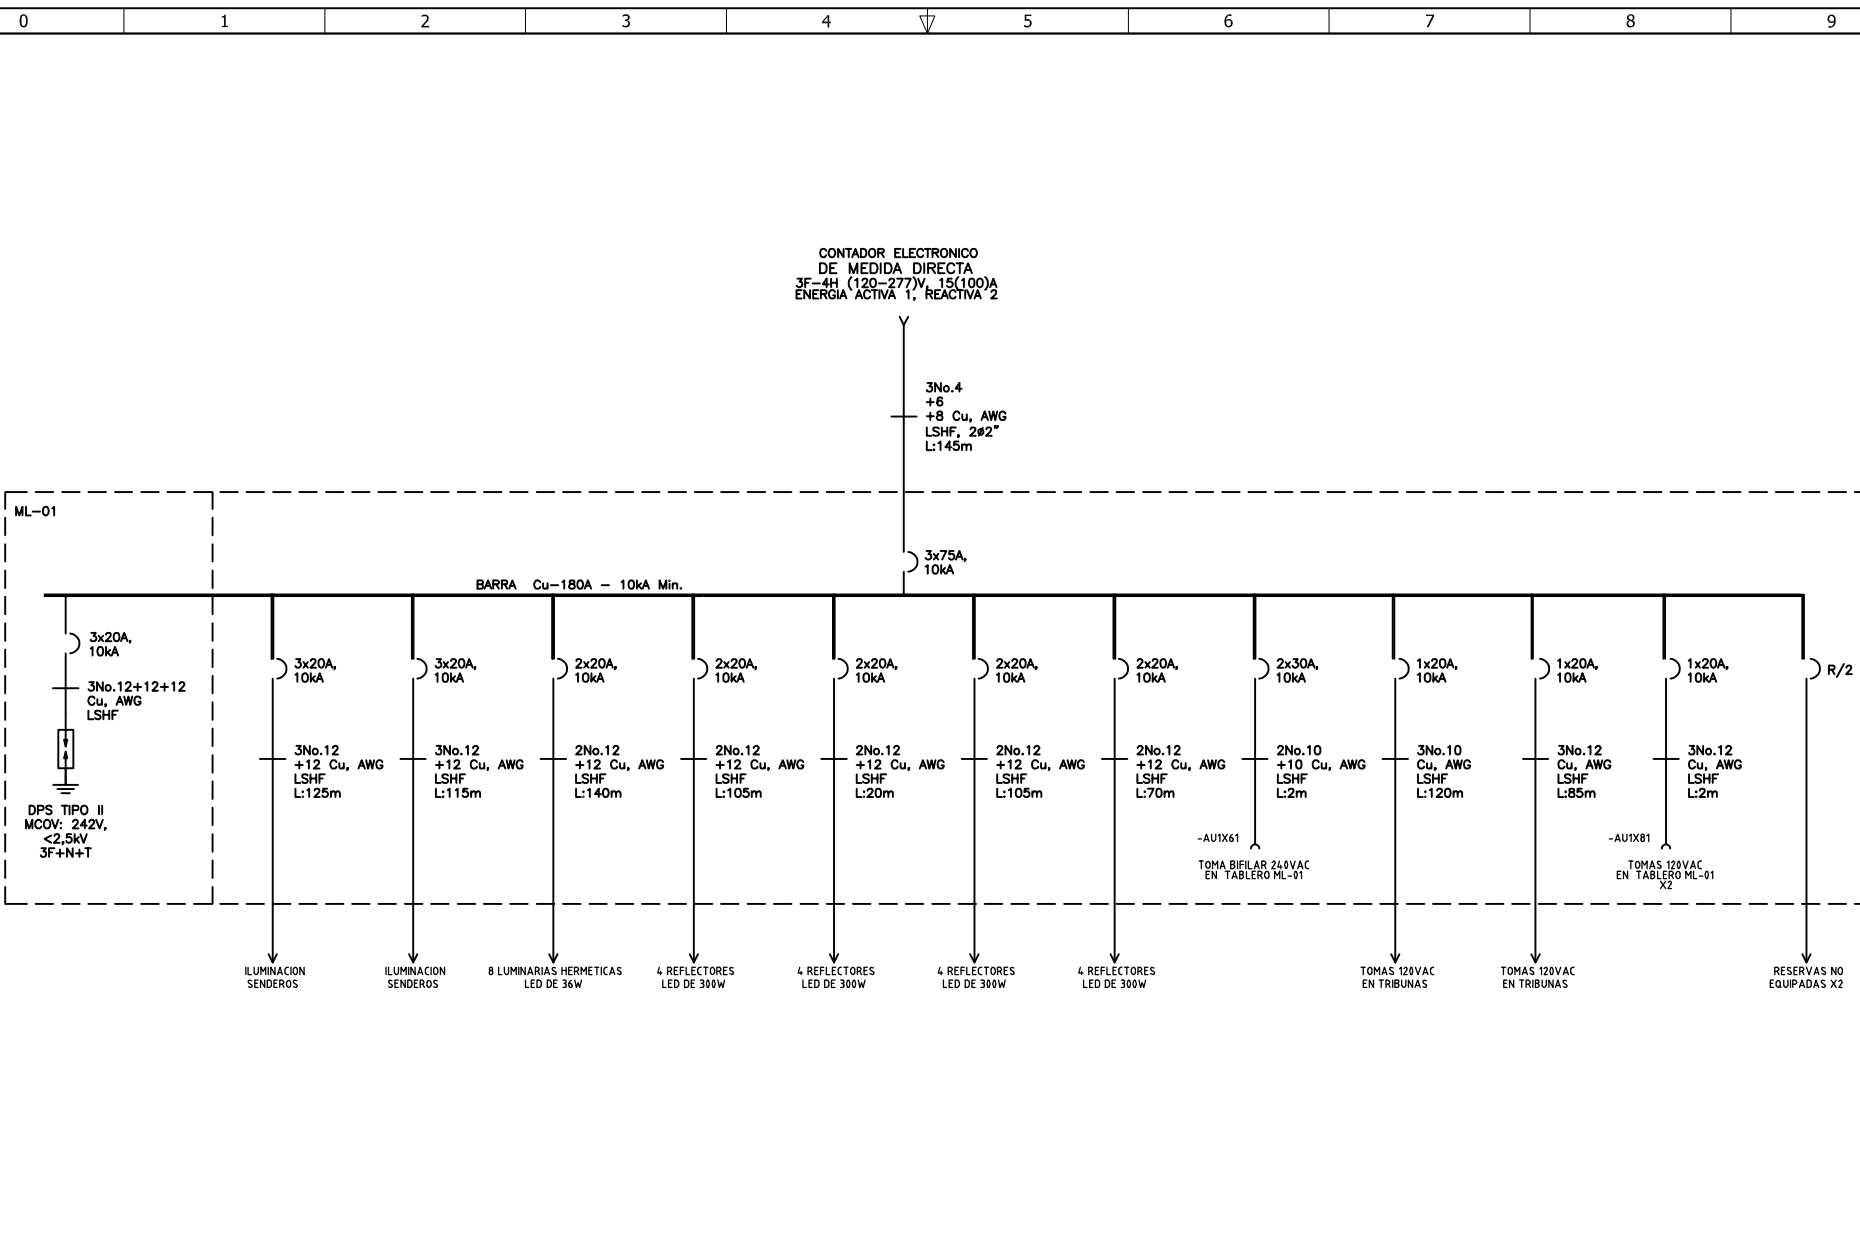 0 1 2 3 4 5 6 7 8 9
CONTADOR ELECTRONICO
DE MEDIDA DIRECTA
3F-4H (120-277)V, 15(100)A
ENERGIA ACTIVA 1, REACTIVA 2
3No.4
+6
+8 Cu, AWG
LSHF, 2ø2"
L:145m
ML-01
3x75A,
10kA
BARRA Cu-180A - 10kA Min.
3x20A,
10kA
3No.12+12+12
Cu, AWG
LSHF
DPS TIPO II
MCOV: 242V,
<2,5kV
3F+N+T
3x20A,
10kA
3No.12
+12 Cu, AWG
LSHF
L:125m
ILUMINACION
SENDEROS
3x20A,
10kA
3No.12
+12 Cu, AWG
LSHF
L:115m
ILUMINACION
SENDEROS
2x20A,
10kA
2No.12
+12 Cu, AWG
LSHF
L:140m
8 LUMINARIAS HERMETICAS
LED DE 36W
2x20A,
10kA
2No.12
+12 Cu, AWG
LSHF
L:105m
4 REFLECTORES
LED DE 300W
2x20A,
10kA
2No.12
+12 Cu, AWG
LSHF
L:20m
4 REFLECTORES
LED DE 300W
2x20A,
10kA
2No.12
+12 Cu, AWG
LSHF
L:105m
4 REFLECTORES
LED DE 300W
2x20A,
10kA
2No.12
+12 Cu, AWG
LSHF
L:70m
4 REFLECTORES
LED DE 300W
2x30A,
10kA
2No.10
+10 Cu, AWG
LSHF
L:2m
-AU1X61
TOMA BIFILAR 240VAC
EN TABLERO ML-01
1x20A,
10kA
3No.10
Cu, AWG
LSHF
L:120m
TOMAS 120VAC
EN TRIBUNAS
1x20A,
10kA
3No.12
Cu, AWG
LSHF
L:85m
TOMAS 120VAC
EN TRIBUNAS
1x20A,
10kA
3No.12
Cu, AWG
LSHF
L:2m
-AU1X81
TOMAS 120VAC
EN TABLERO ML-01
X2
R/2
RESERVAS NO
EQUIPADAS X2